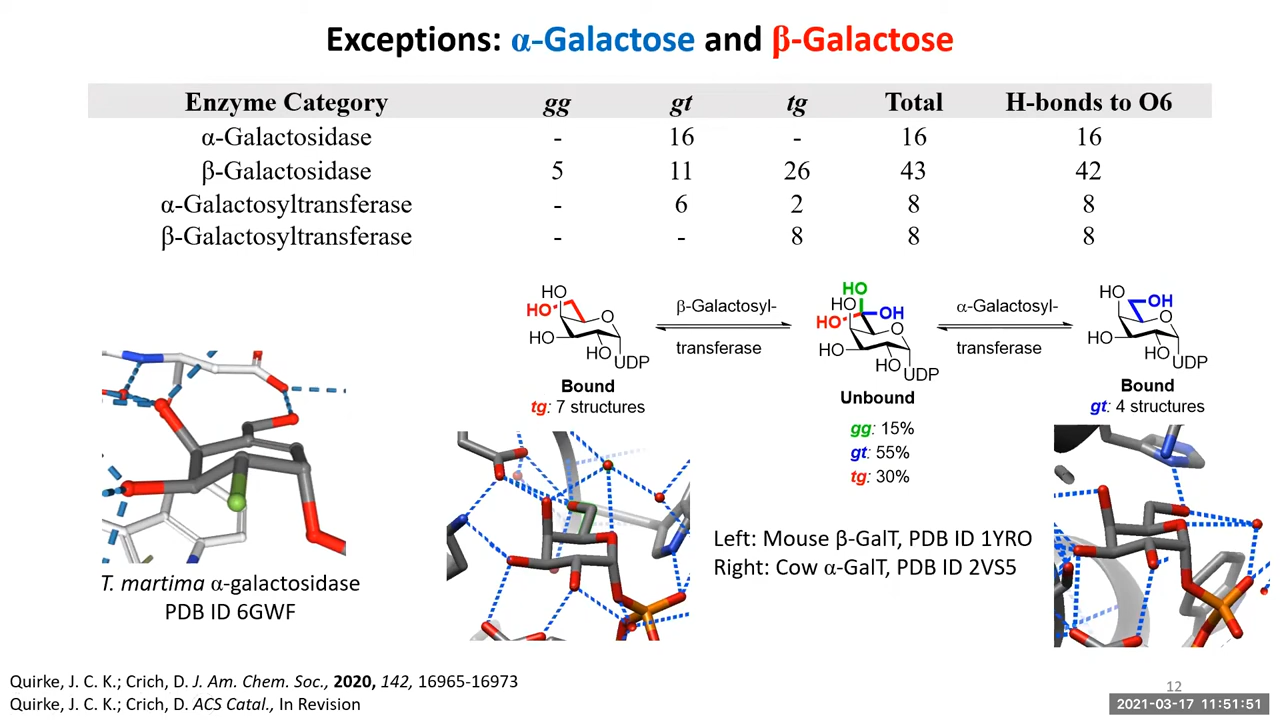 Exceptions: α-Galactose and β-Galactose
Enzyme Category gg gt tg Total H-bonds to O6
α-Galactosidase - 16 - 16 16
β-Galactosidase 5 11 26 43 42
α-Galactosyltransferase - 6 2 8 8
β-Galactosyltransferase - - 8 8 8
HO
HO
O
HO
HO
UDP
β-Galactosyl-
transferase
HO
HO
OH
HO
O
HO
HO
UDP
α-Galactosyl-
transferase
HO
OH
O
HO
HO
UDP
Bound
tg: 7 structures
Unbound
gg: 15%
gt: 55%
tg: 30%
Bound
gt: 4 structures
T. martima α-galactosidase
PDB ID 6GWF
Left: Mouse β-GalT, PDB ID 1YRO
Right: Cow α-GalT, PDB ID 2VS5
Quirke, J. C. K.; Crich, D. J. Am. Chem. Soc., 2020, 142, 16965-16973
Quirke, J. C. K.; Crich, D. ACS Catal., In Revision
12
2021-03-17 11:51:51